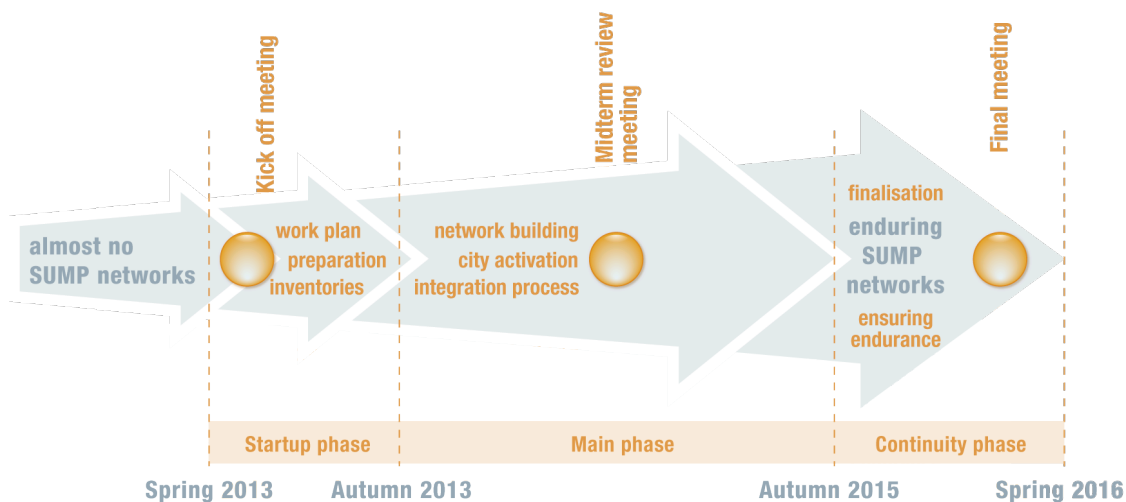 Kick off meeting
Midterm review
meeting
Final meeting
almost no
SUMP networks
work plan
preparation
inventories
network building
city activation
integration process
finalisation
enduring
SUMP
networks
ensuring
endurance
Startup phase
Main phase
Continuity phase
Spring 2013
Autumn 2013
Autumn 2015
Spring 2016